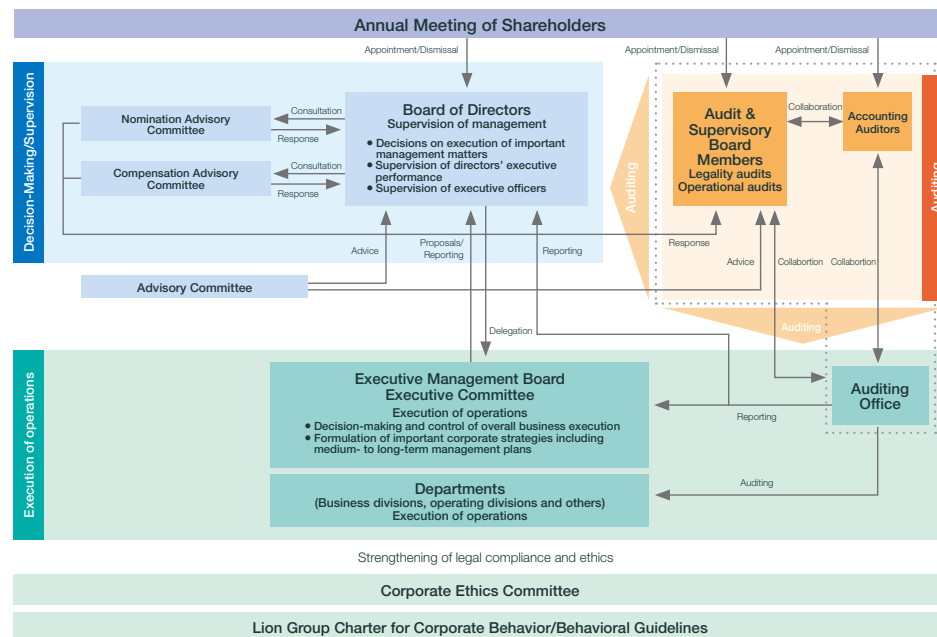 Annual Meeting of Shareholders
Appointment/Dismissal
Appointment/Dismissal
Appointment/Dismissal
Decision-Making/Supervision
Nomination Advisory
Committee
Consultation
Response
Compensation Advisory
Committee
Consultation
Response
Board of Directors
Supervision of management
● Decisions on execution of important
management matters
● Supervision of directors' executive
performance
● Supervision of executive officers
Auditing
Audit &
Supervisory
Board
Members
Legality audits
Operational audits
Collaboration
Accounting
Auditors
Auditing
Advice
Proposals/
Reporting
Reporting
Response
Advice
Collabortion
Collabortion
Advisory Committee
Delegation
Auditing
Execution of operations
Executive Management Board
Executive Committee
Execution of operations
● Decision-making and control of overall business execution
● Formulation of important corporate strategies including
medium- to long-term management plans
Reporting
Auditing
Office
Departments
(Business divisions, operating divisions and others)
Execution of operations
Auditing
Strengthening of legal compliance and ethics
Corporate Ethics Committee
Lion Group Charter for Corporate Behavior/Behavioral Guidelines